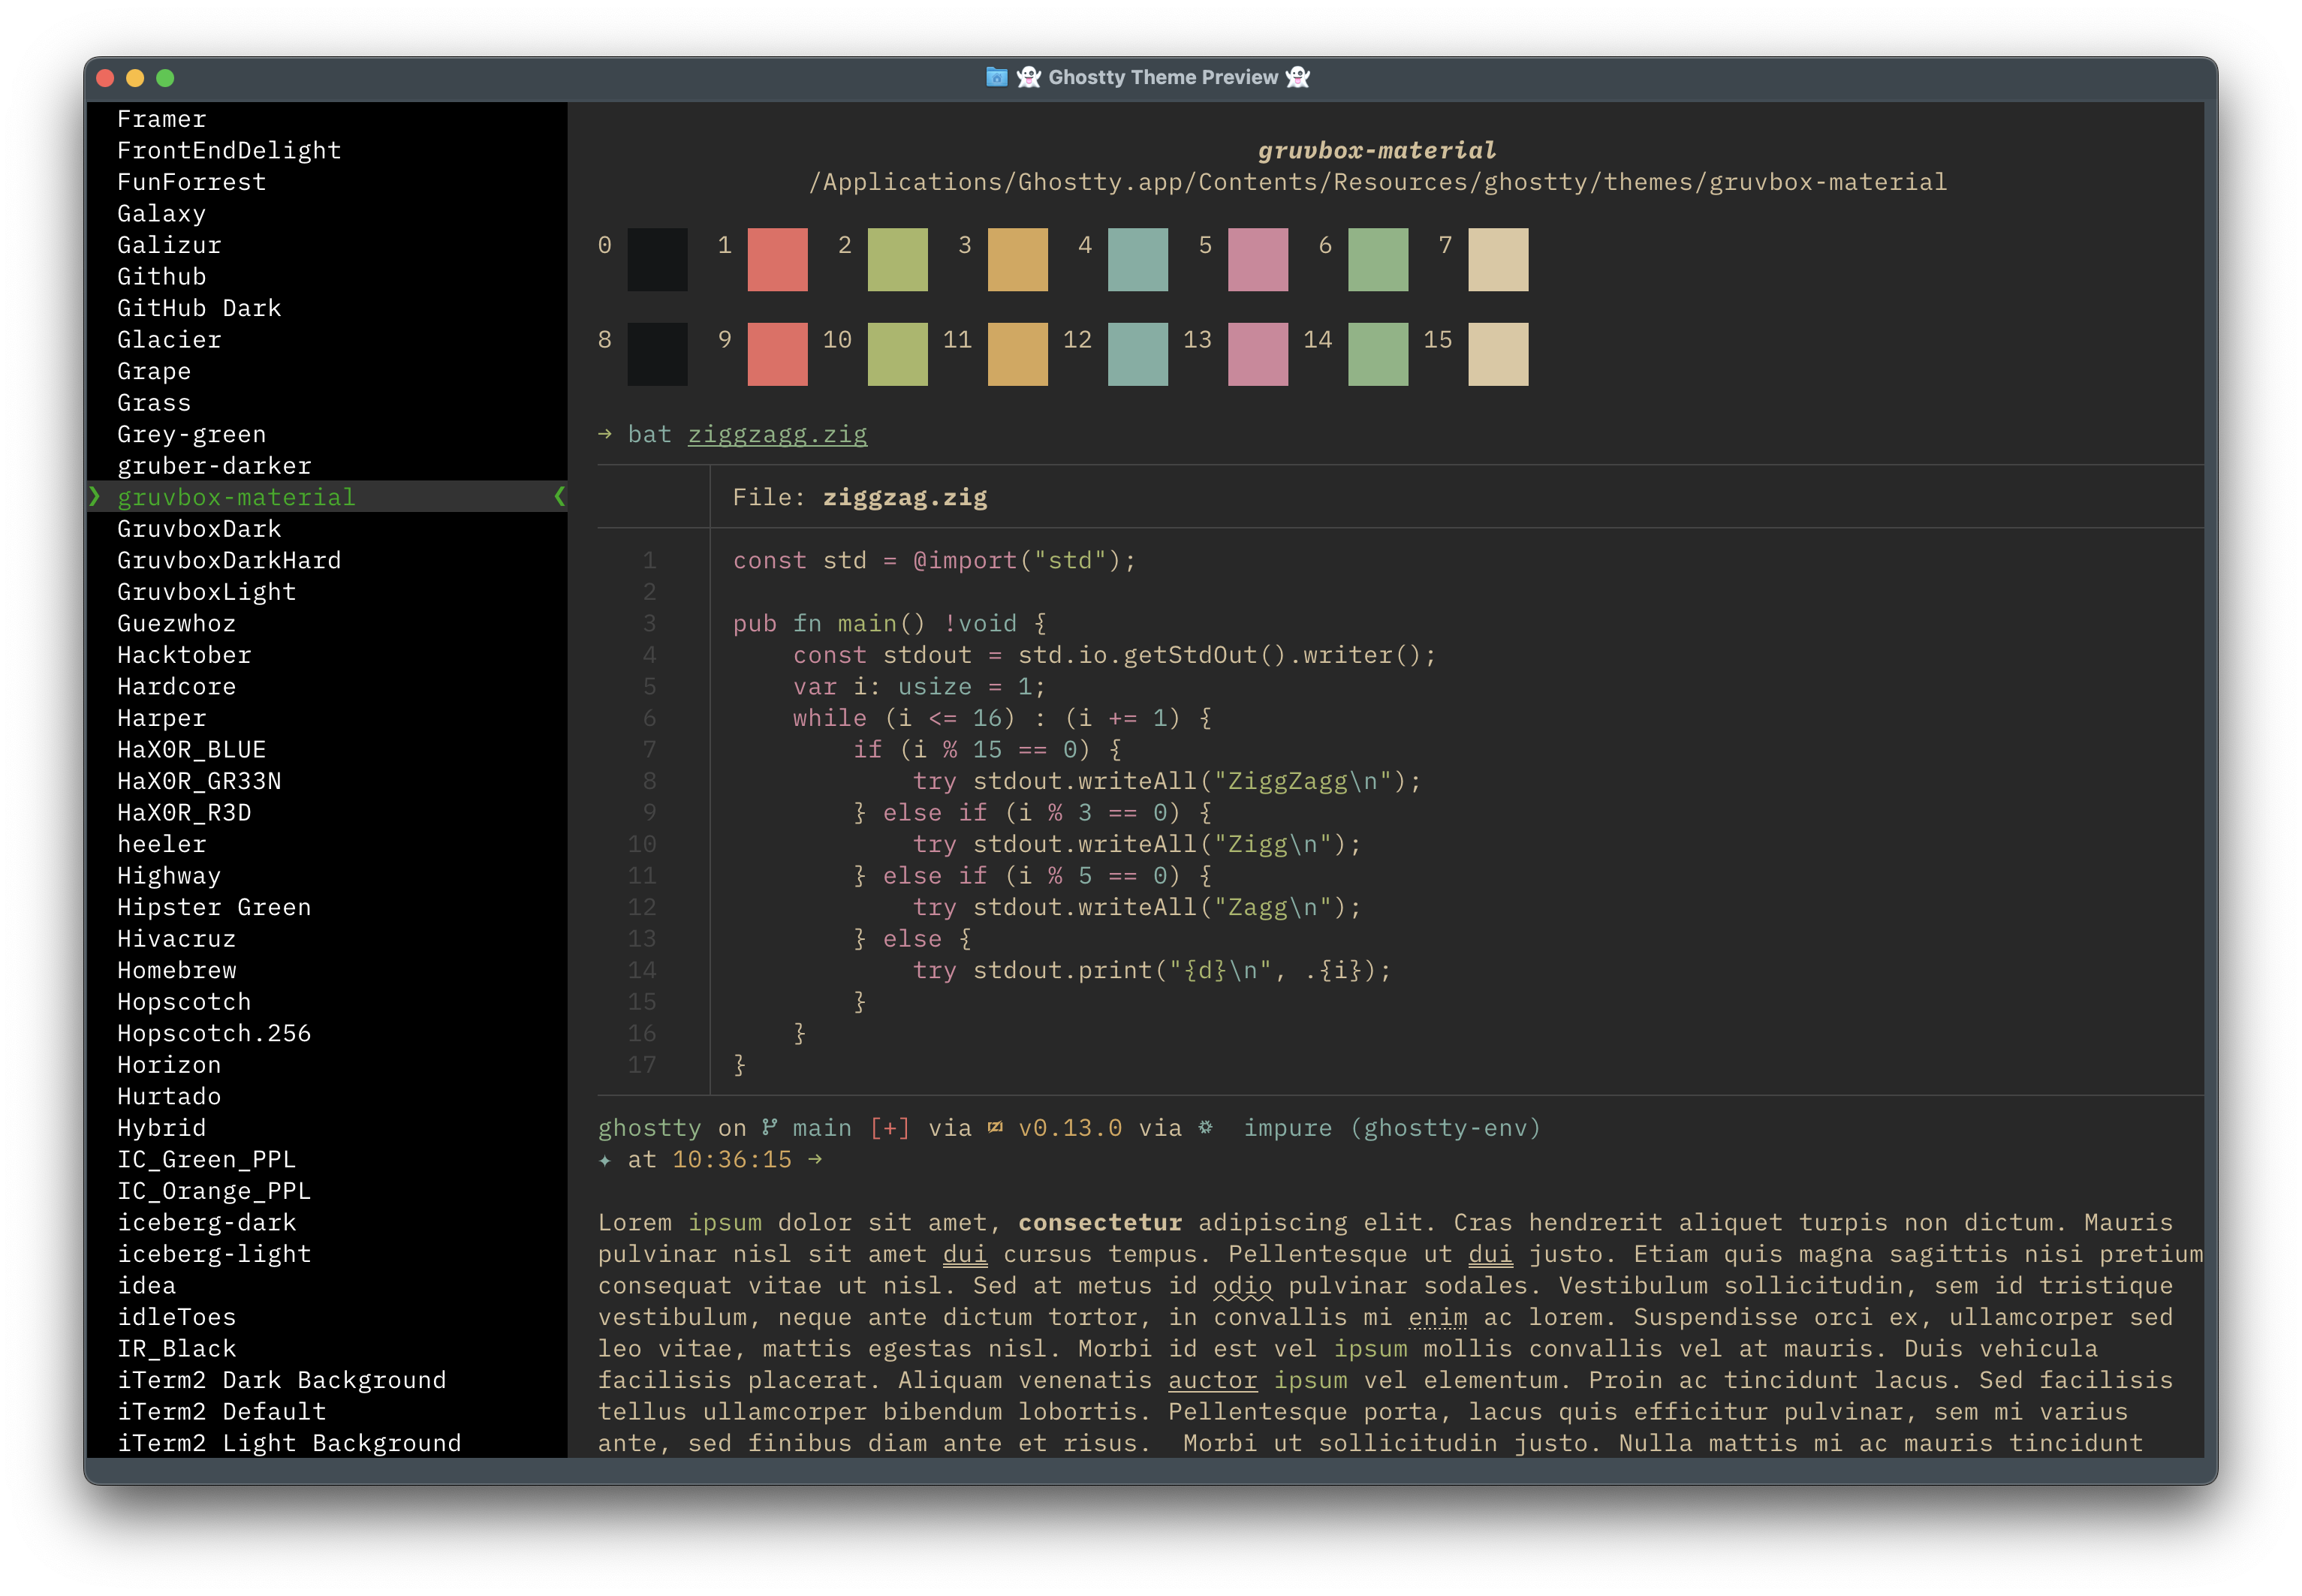 Ghostty Theme Preview
Framer
FrontEndDelight
FunForrest
Galaxy
Galizur
Github
GitHub Dark
Glacier
Grape
Grass
Grey-green
gruber-darker
❯ gruvbox-material ❮
GruvboxDark
GruvboxDarkHard
GruvboxLight
Guezwhoz
Hacktober
Hardcore
Harper
HaX0R_BLUE
HaX0R_GR33N
HaX0R_R3D
heeler
Highway
Hipster Green
Hivacruz
Homebrew
Hopscotch
Hopscotch.256
Horizon
Hurtado
Hybrid
IC_Green_PPL
IC_Orange_PPL
iceberg-dark
iceberg-light
idea
idleToes
IR_Black
iTerm2 Dark Background
iTerm2 Default
iTerm2 Light Background
gruvbox-material
/Applications/Ghostty.app/Contents/Resources/ghostty/themes/gruvbox-material
0 1 2 3 4 5 6 7
8 9 10 11 12 13 14 15
→ bat ziggzagg.zig
File: ziggzag.zig
1 const std = @import("std");
2
3 pub fn main() !void {
4     const stdout = std.io.getStdOut().writer();
5     var i: usize = 1;
6     while (i <= 16) : (i += 1) {
7         if (i % 15 == 0) {
8             try stdout.writeAll("ZiggZagg\n");
9         } else if (i % 3 == 0) {
10             try stdout.writeAll("Zigg\n");
11         } else if (i % 5 == 0) {
12             try stdout.writeAll("Zagg\n");
13         } else {
14             try stdout.print("{d}\n", .{i});
15         }
16     }
17 }
ghostty on main [+] via v0.13.0 via impure (ghostty-env)
✦ at 10:36:15 →
Lorem ipsum dolor sit amet, consectetur adipiscing elit. Cras hendrerit aliquet turpis non dictum. Mauris
pulvinar nisl sit amet dui cursus tempus. Pellentesque ut dui justo. Etiam quis magna sagittis nisi pretium
consequat vitae ut nisl. Sed at metus id odio pulvinar sodales. Vestibulum sollicitudin, sem id tristique
vestibulum, neque ante dictum tortor, in convallis mi enim ac lorem. Suspendisse orci ex, ullamcorper sed
leo vitae, mattis egestas nisl. Morbi id est vel ipsum mollis convallis vel at mauris. Duis vehicula
facilisis placerat. Aliquam venenatis auctor ipsum vel elementum. Proin ac tincidunt lacus. Sed facilisis
tellus ullamcorper bibendum lobortis. Pellentesque porta, lacus quis efficitur pulvinar, sem mi varius
ante, sed finibus diam ante et risus.  Morbi ut sollicitudin justo. Nulla mattis mi ac mauris tincidunt